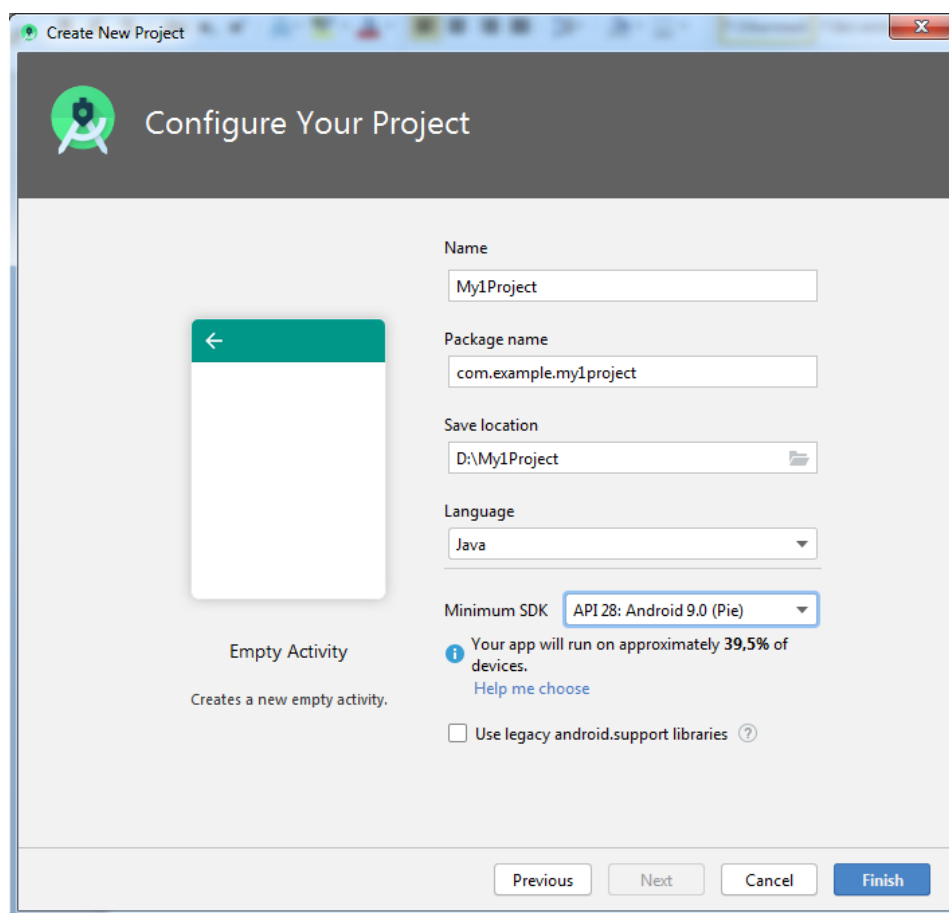 Create New Project
Configure Your Project
Name
My1Project
Package name
com.example.my1project
Save location
D:\My1Project
Language
Java
Minimum SDK API 28: Android 9.0 (Pie)
Your app will run on approximately 39,5% of
devices.
Help me choose
Use legacy android.support libraries ?
Empty Activity
Creates a new empty activity.
Previous Next Cancel Finish